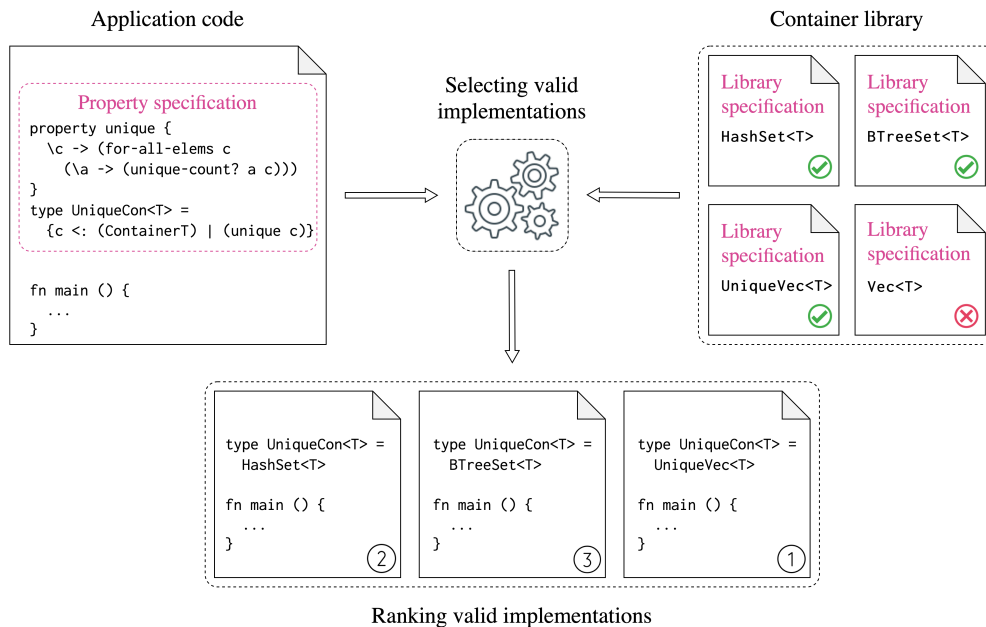 Application code
Property specification
property unique {
\c -> (for-all-elems c
(\a -> (unique-count? a c)))
}
type UniqueCon<T> =
{c <: (ContainerT) | (unique c)}
fn main () {
...
}
Selecting valid
implementations
Container library
Library
specification
HashSet<T>
Library
specification
BTreeSet<T>
Library
specification
UniqueVec<T>
Library
specification
Vec<T>
type UniqueCon<T> =
HashSet<T>
fn main () {
...
}
2
type UniqueCon<T> =
BTreeSet<T>
fn main () {
...
}
3
type UniqueCon<T> =
UniqueVec<T>
fn main () {
...
}
1
Ranking valid implementations